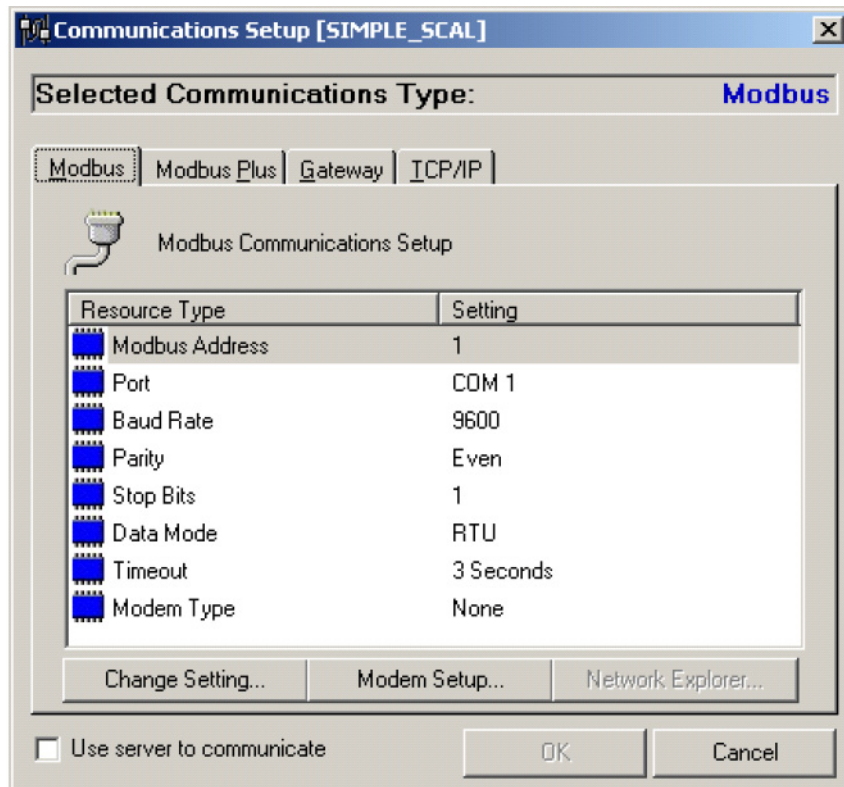 Communications Setup [SIMPLE_SCAL]
Selected Communications Type: Modbus
Modbus Modbus Plus Gateway TCP/IP
Modbus Communications Setup
Resource Type Setting
Modbus Address 1
Port COM 1
Baud Rate 9600
Parity Even
Stop Bits 1
Data Mode RTU
Timeout 3 Seconds
Modem Type None
Change Setting... Modem Setup... Network Explorer...
Use server to communicate OK Cancel